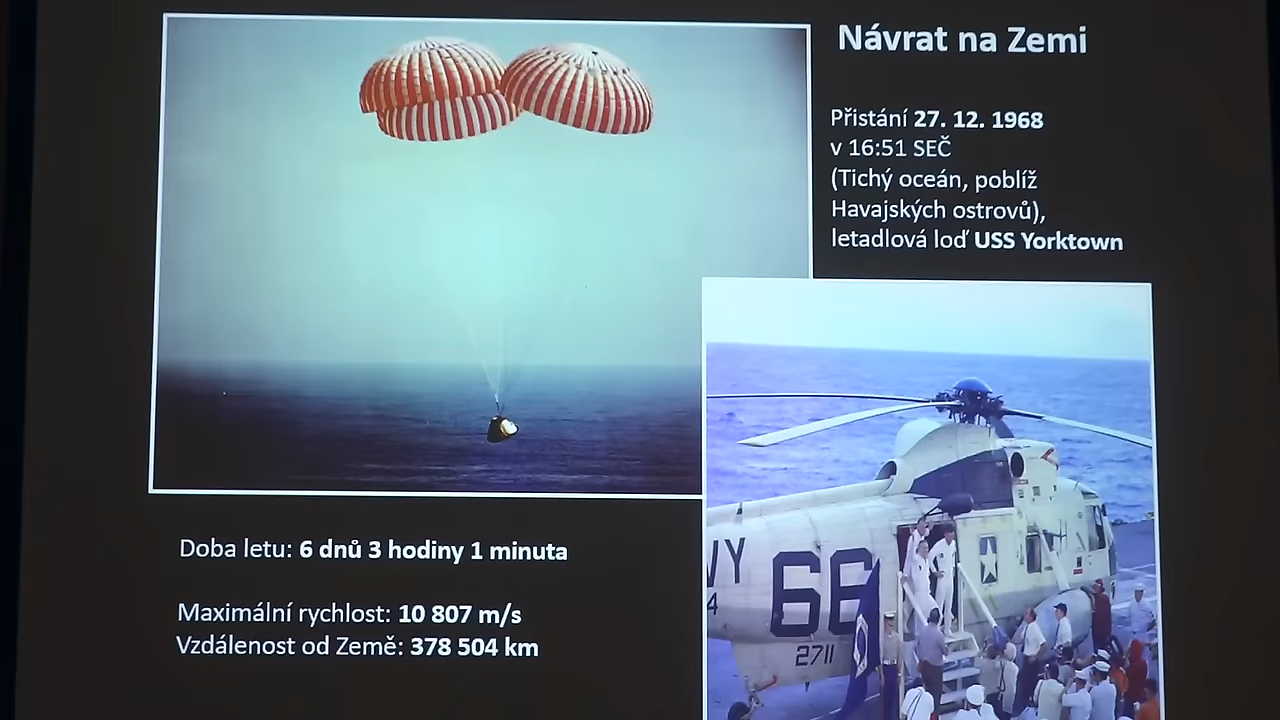 Návrat na Zemi
Přistání 27. 12. 1968
v 16:51 SEČ
(Tichý oceán, poblíž
Havajských ostrovů),
letadlová loď USS Yorktown
Doba letu: 6 dnů 3 hodiny 1 minuta
Maximální rychlost: 10 807 m/s
Vzdálenost od Země: 378 504 km
VY
4
66
2711